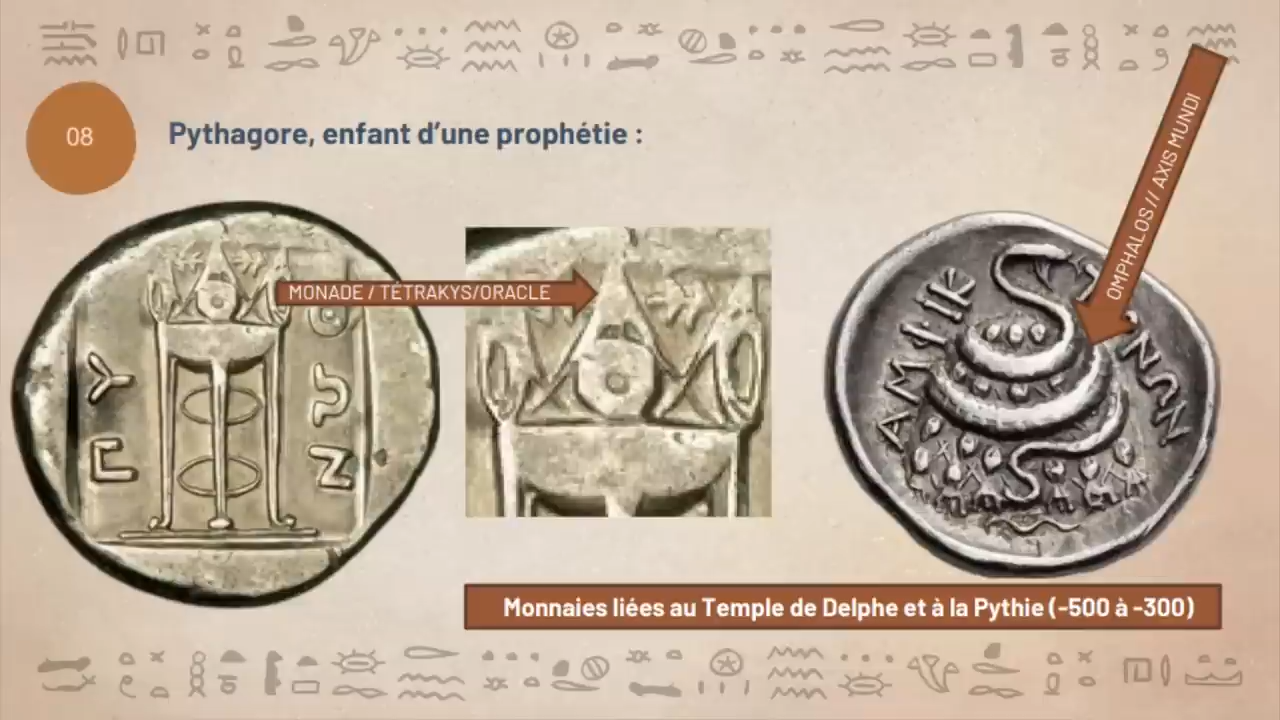 08
Pythagore, enfant d'une prophétie :
MONADE / TÉTRAKYS/ORACLE
OMPHALOS // AXIS MUNDI
Monnaies liées au Temple de Delphe et à la Pythie (-500 à -300)